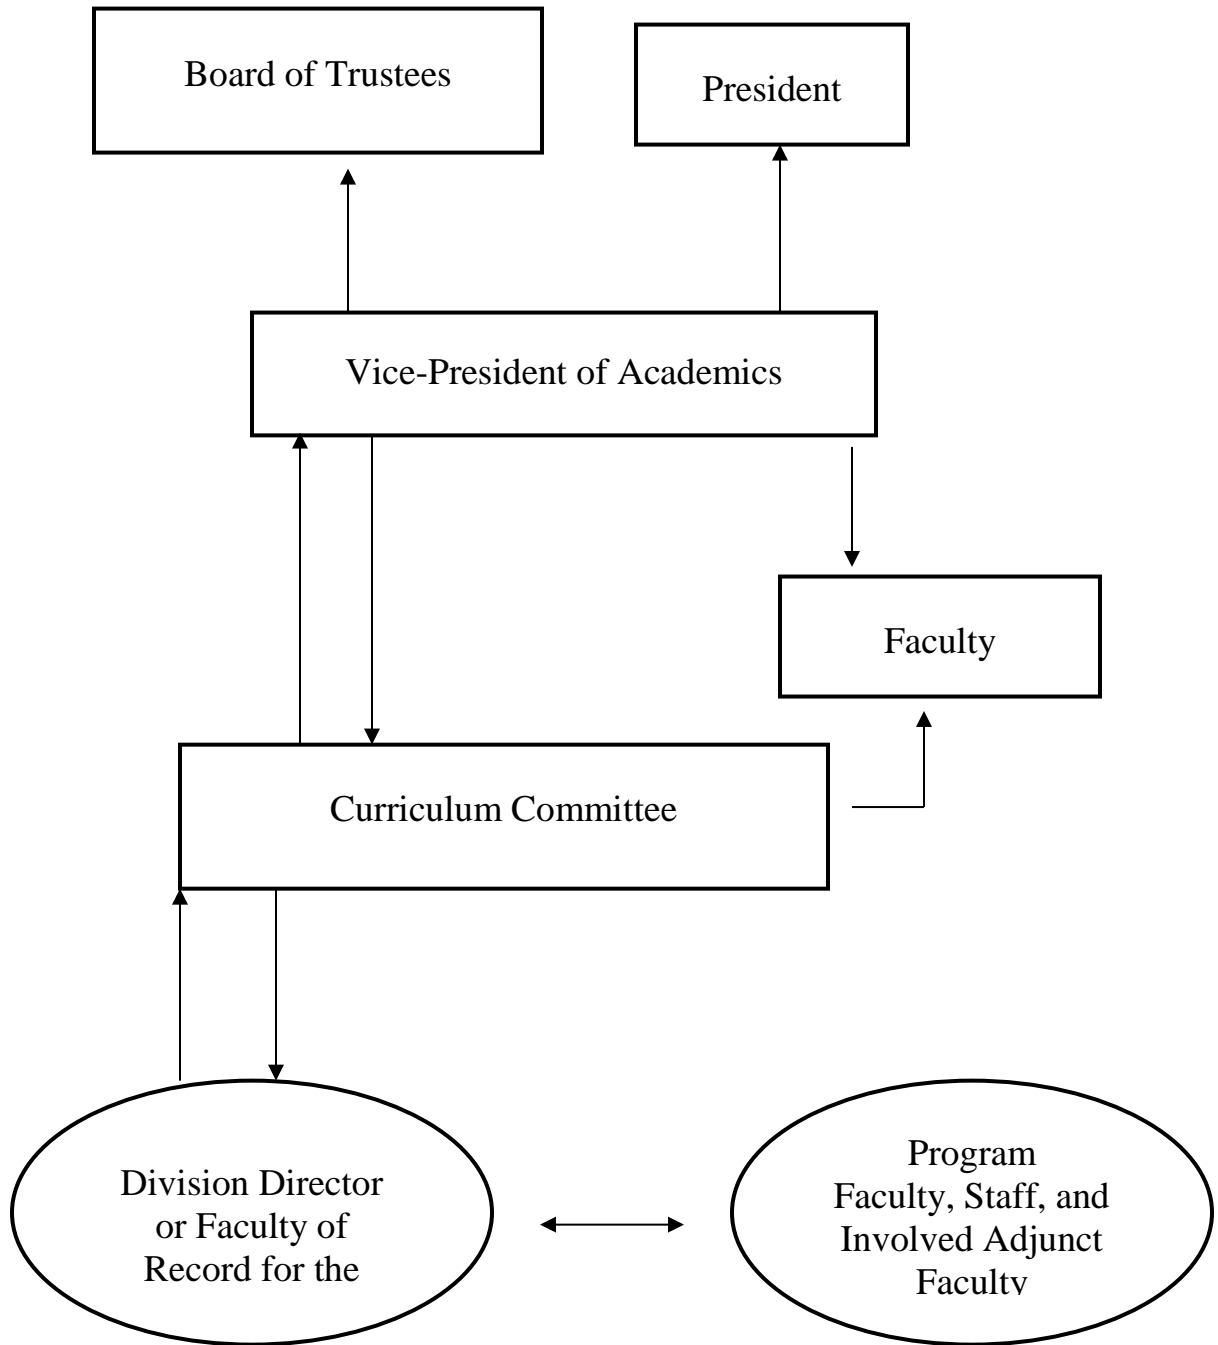 Board of Trustees
President
Vice-President of Academics
Faculty
Curriculum Committee
Division Director
or Faculty of
Record for the
Program
Faculty, Staff, and
Involved Adjunct
Faculty